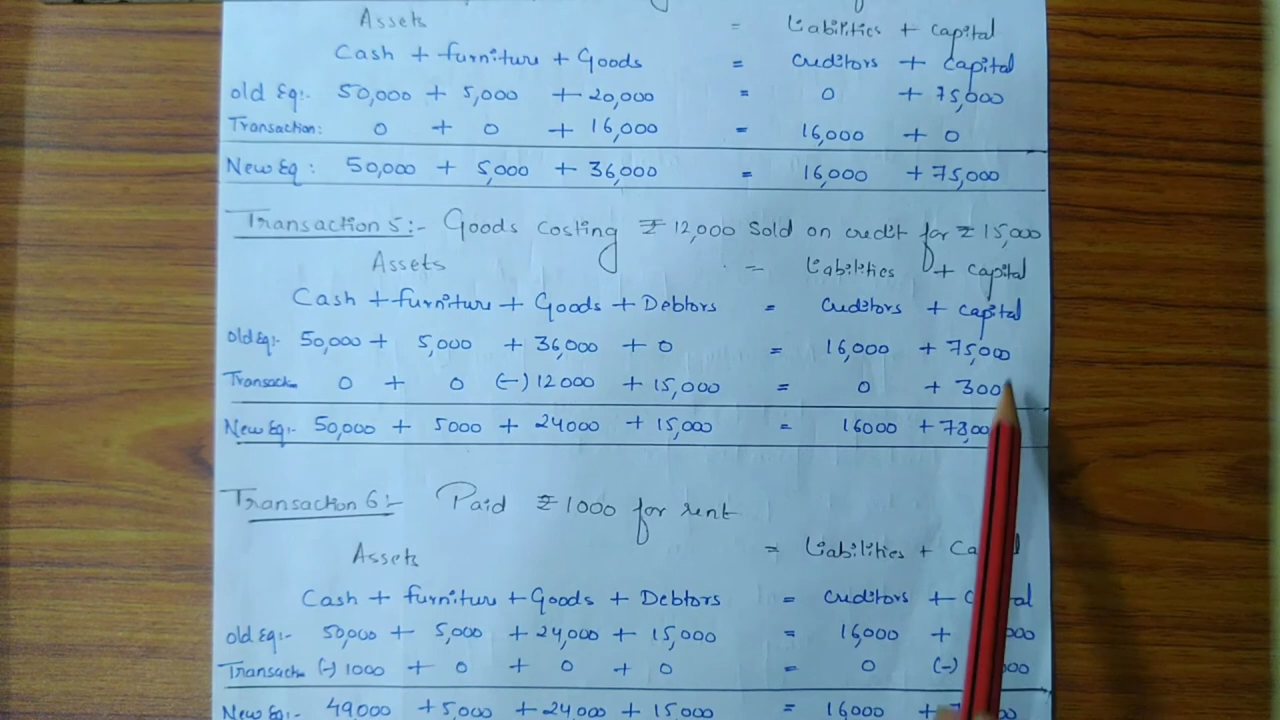 Assets = Liabilities + capital
Cash + furniture + Goods = creditors + capital
old Eq:- 50,000 + 5,000 + 20,000 = 0 + 75,000
Transaction: 0 + 0 + 16,000 = 16,000 + 0
New Eq: 50,000 + 5,000 + 36,000 = 16,000 + 75,000
Transaction 5:- Goods costing ₹ 12,000 sold on credit for ₹ 15,000
Assets = liabilities + capital
Cash + furniture + Goods + Debtors = creditors + capital
old Eq:- 50,000 + 5,000 + 36,000 + 0 = 16,000 + 75,000
Transach 0 + 0 (-) 12000 + 15,000 = 0 + 300
New Eq:- 50,000 + 5000 + 24000 + 15,000 = 16000 + 78,00
Transaction 6:- Paid ₹ 1000 for rent
Assets = Liabilities + Ca
Cash + furniture + Goods + Debtors = creditors + c al
old Eq:- 50,000 + 5,000 + 24,000 + 15,000 = 16,000 + 000
Transach (-) 1000 + 0 + 0 + 0 = 0 (-) 000
New Eq:- 49000 + 5,000 + 24,000 + 15,000 = 16,000 +